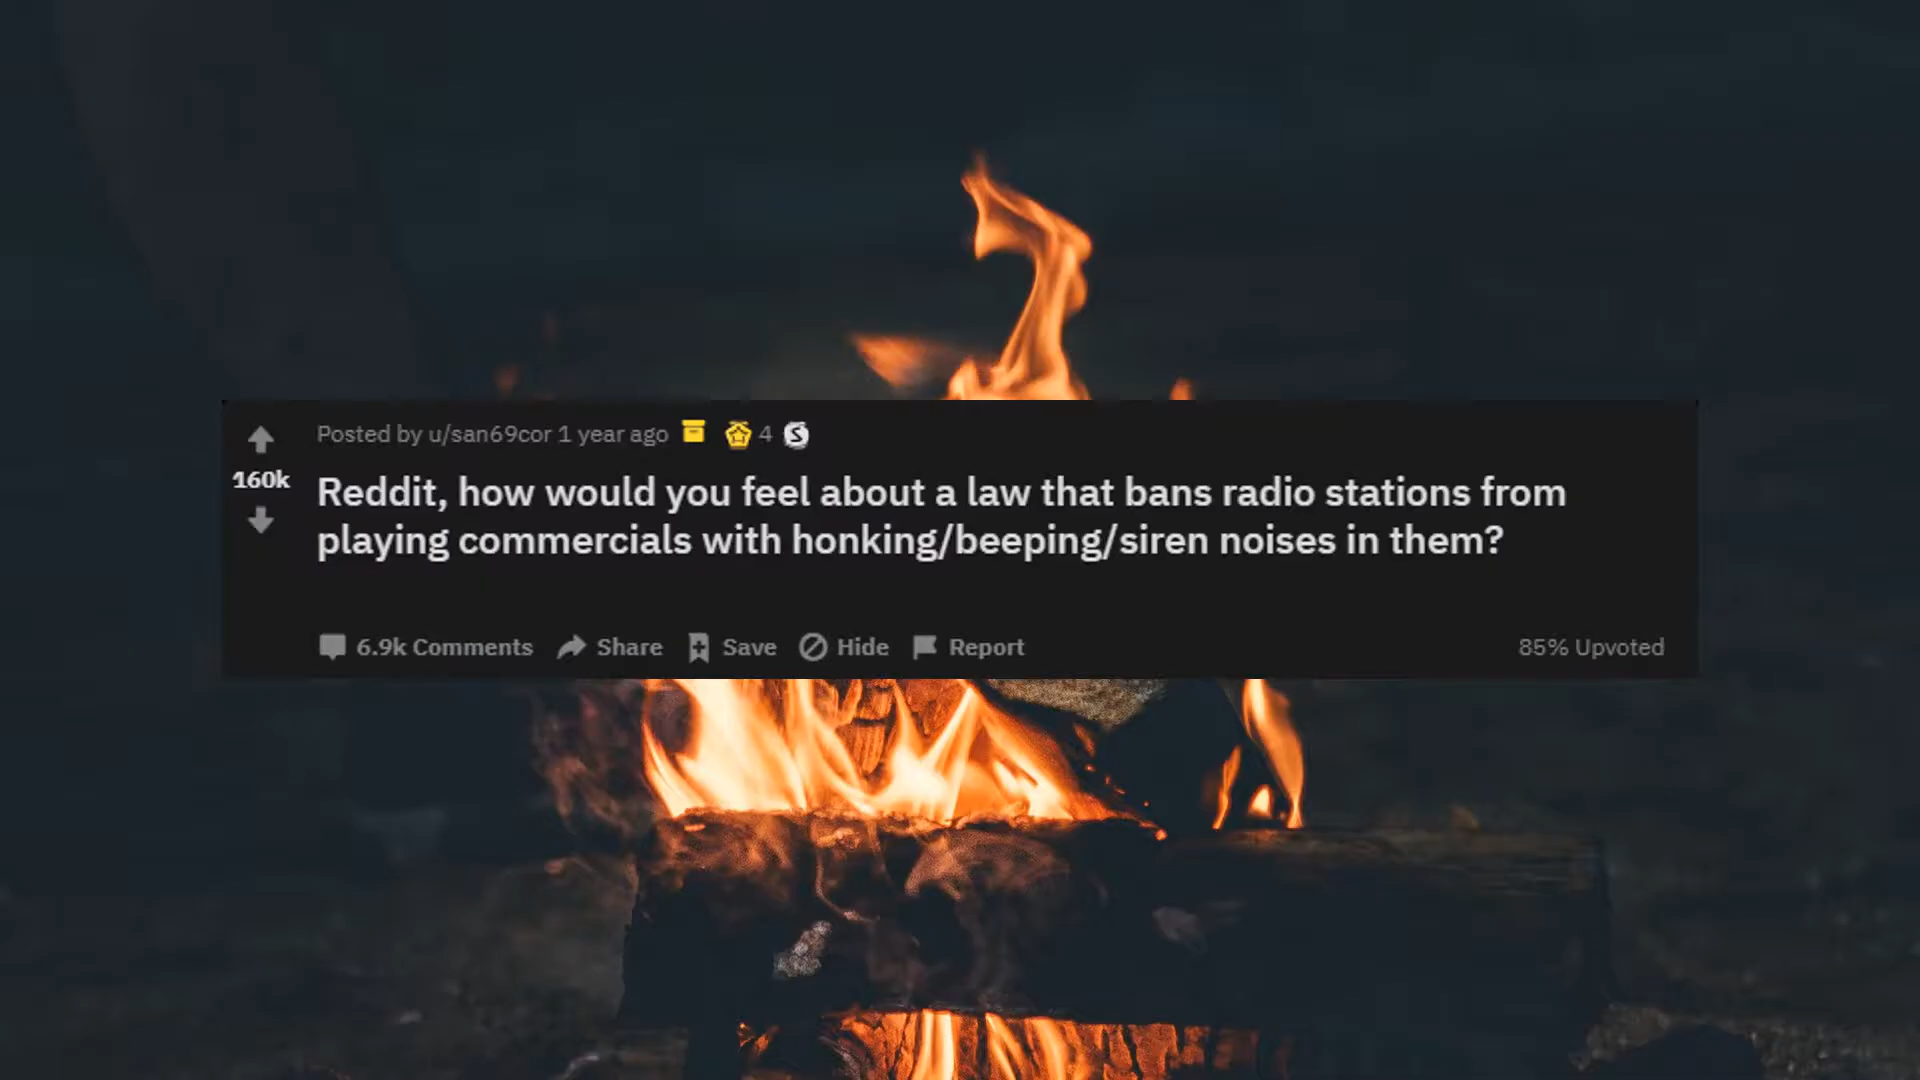 Posted by u/san69cor 1 year ago 4 S
160k
Reddit, how would you feel about a law that bans radio stations from
playing commercials with honking/beeping/siren noises in them?
6.9k Comments Share Save Hide Report 85% Upvoted